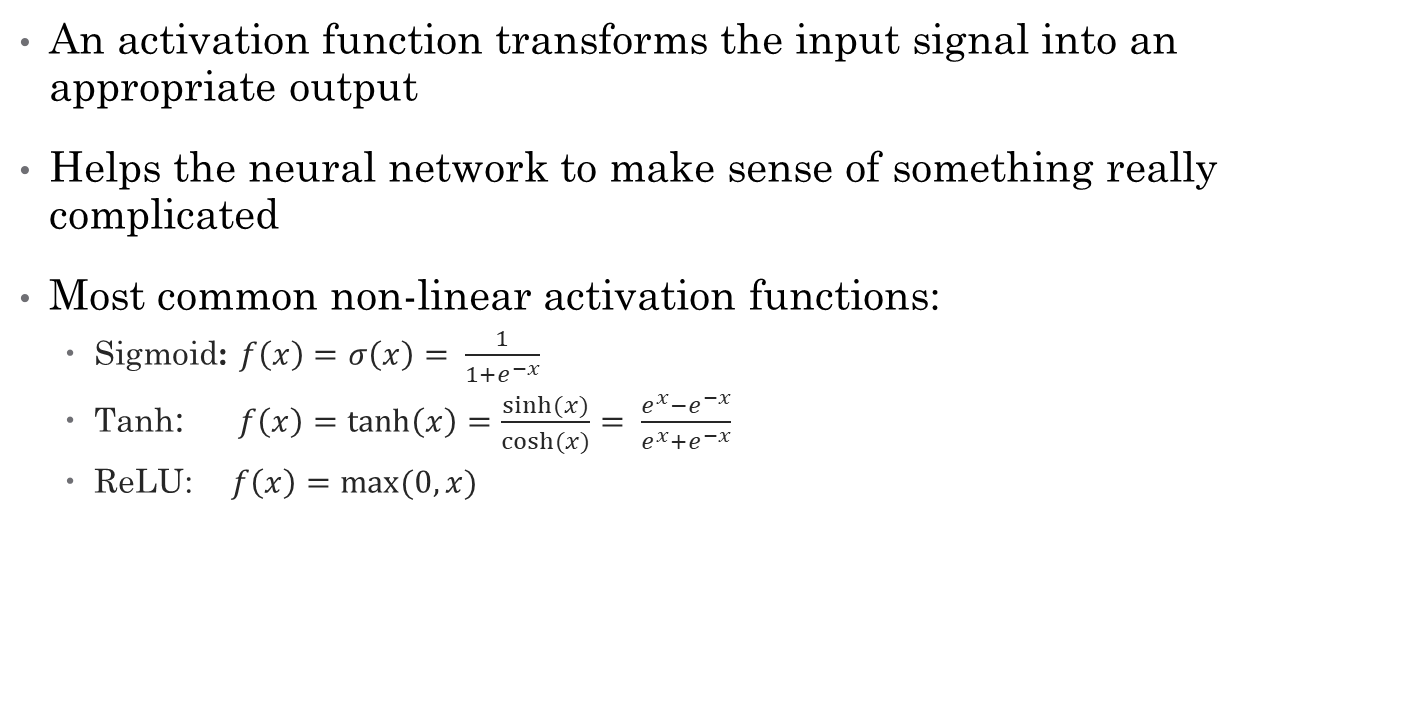 • An activation function transforms the input signal into an
appropriate output
• Helps the neural network to make sense of something really
complicated
• Most common non-linear activation functions:
• Sigmoid: f(x) = σ(x) = 1/(1+e^(−x))
• Tanh: f(x) = tanh(x) = sinh(x)/cosh(x) = (e^x−e^(−x))/(e^x+e^(−x))
• ReLU: f(x) = max(0, x)